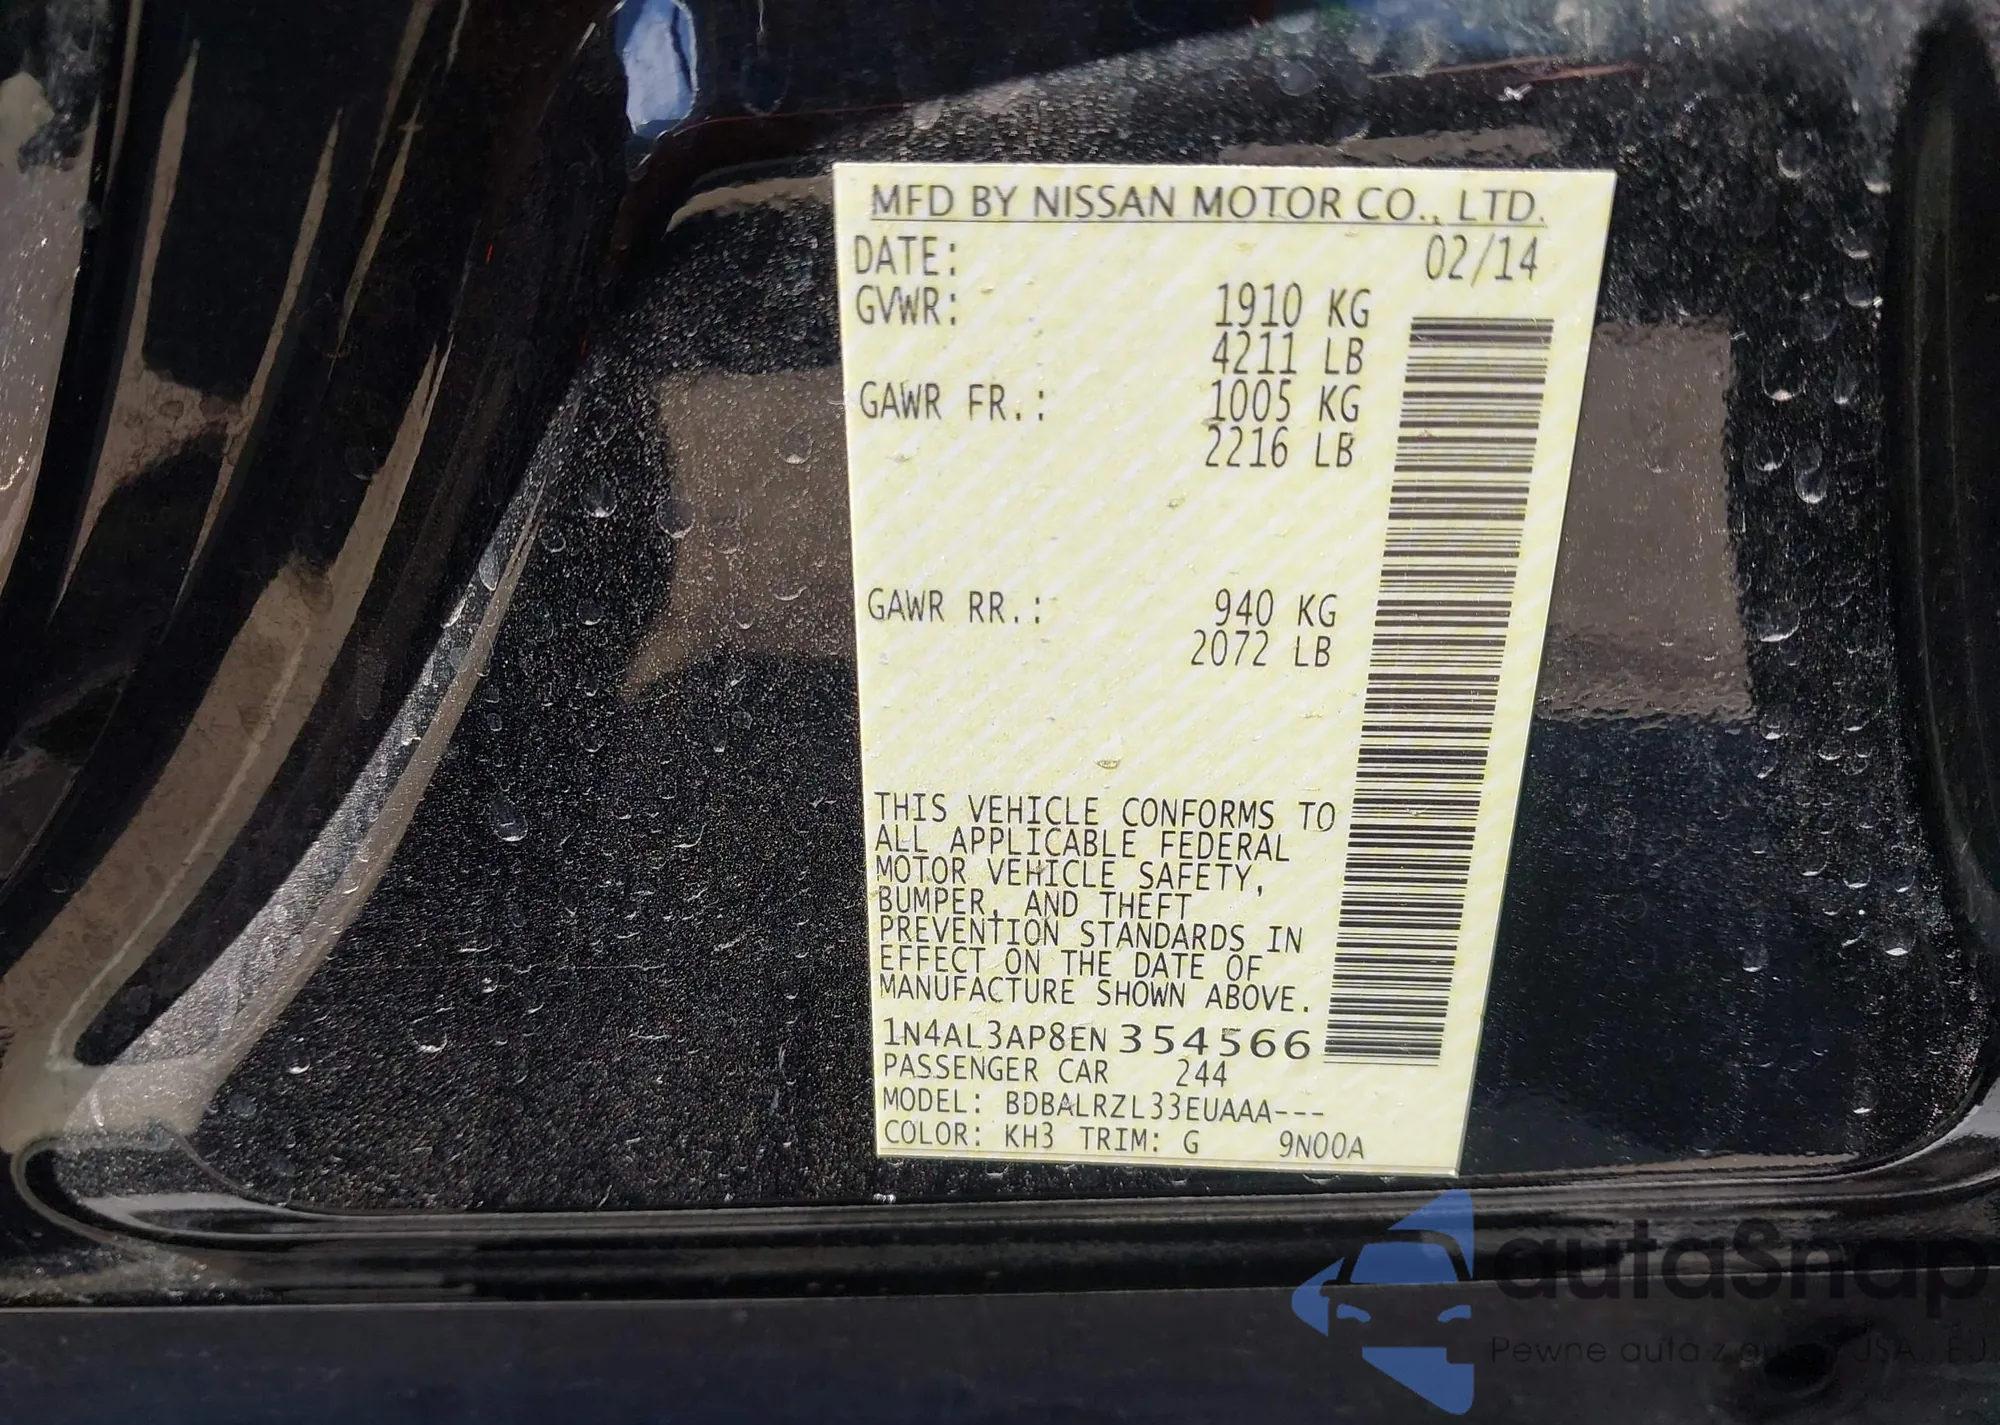 MFD BY NISSAN MOTOR CO., LTD.
DATE: 02/14
GVWR: 1910 KG
4211 LB
GAWR FR.: 1005 KG
2216 LB
GAWR RR.: 940 KG
2072 LB
THIS VEHICLE CONFORMS TO
ALL APPLICABLE FEDERAL
MOTOR VEHICLE SAFETY,
BUMPER, AND THEFT
PREVENTION STANDARDS IN
EFFECT ON THE DATE OF
MANUFACTURE SHOWN ABOVE.
1N4AL3AP8EN354566
PASSENGER CAR 244
MODEL: BDBALRZL33EUAAA---
COLOR: KH3 TRIM: G 9N00A
autaSnap
Pewne auta z